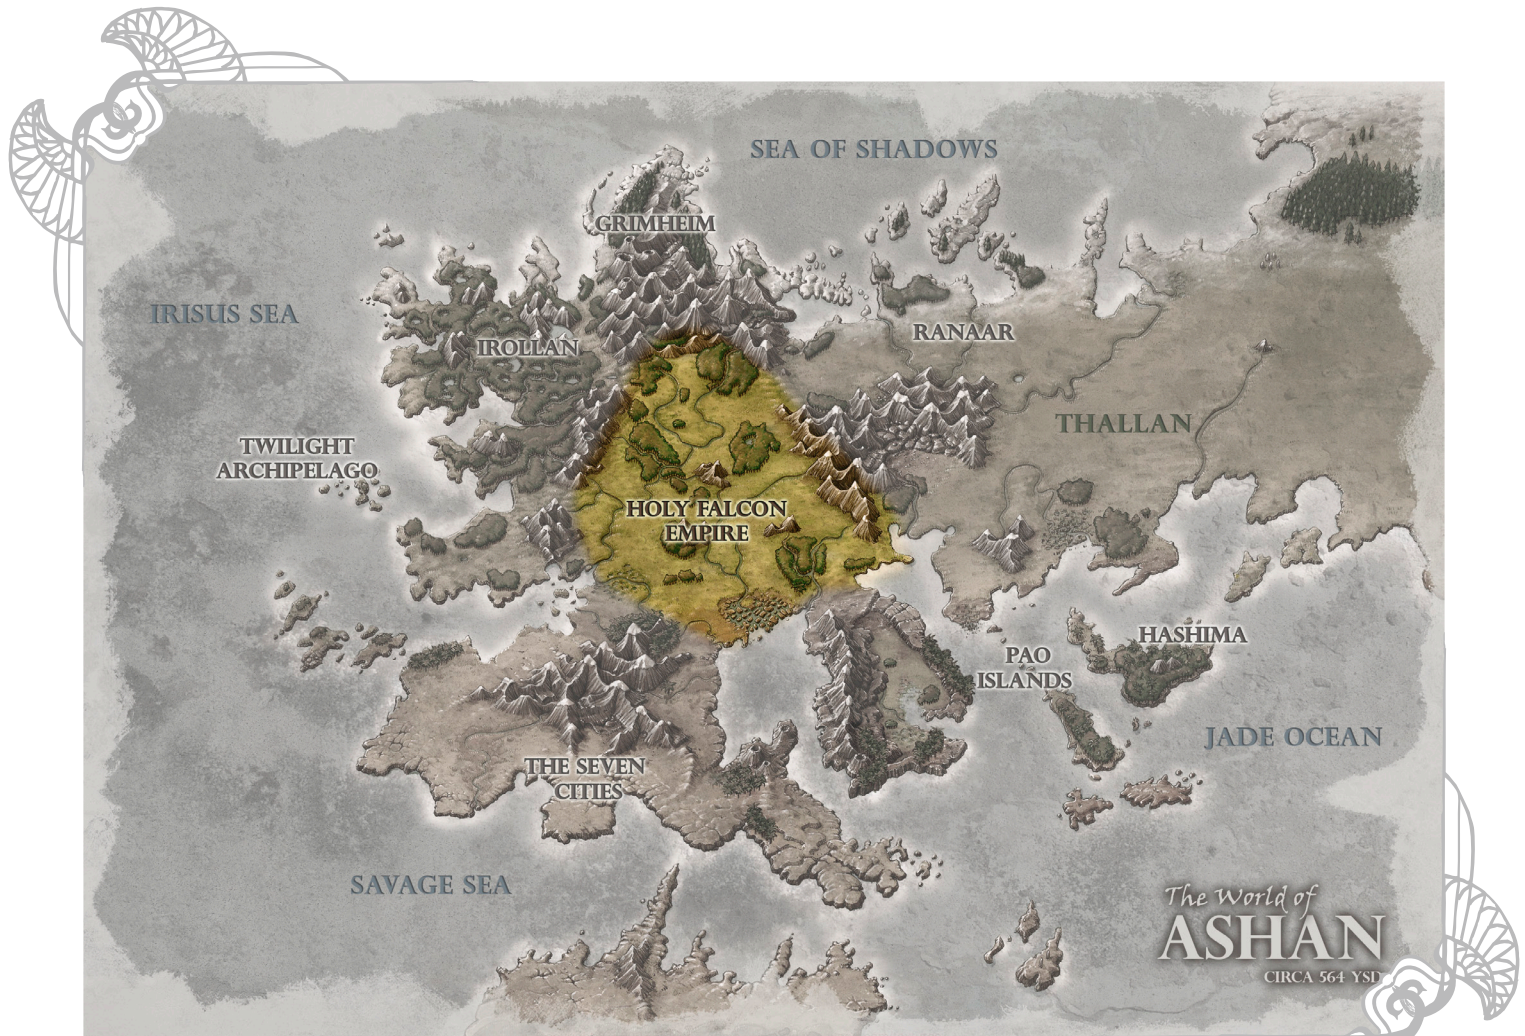 SEA OF SHADOWS
GRIMHEIM
IRISUS SEA
IROLLAN
RANAAR
THALLAN
TWILIGHT
ARCHIPELAGO
HOLY FALCON
EMPIRE
HASHIMA
PAO
ISLANDS
JADE OCEAN
THE SEVEN
CITIES
SAVAGE SEA
The World of
ASHAN
CIRCA 564 YSD